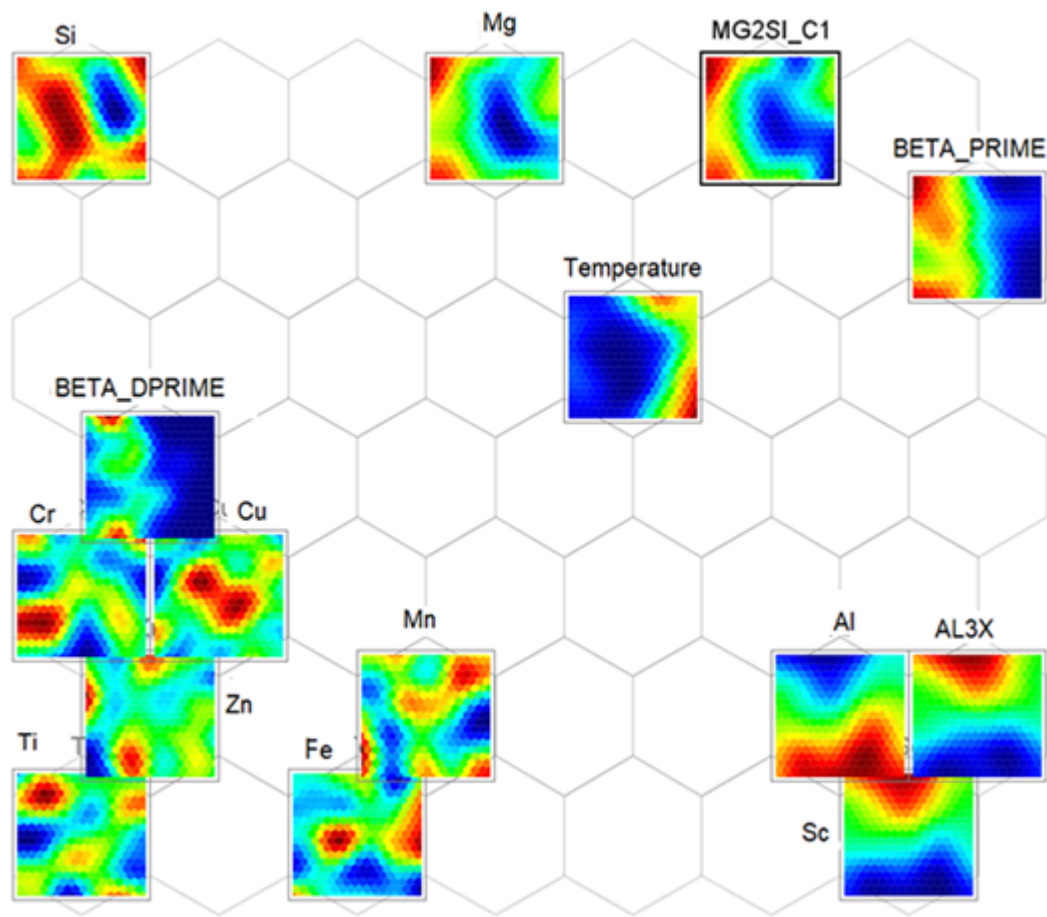 Si
Mg
MG2SI_C1
BETA_PRIME
Temperature
BETA_DPRIME
Cr
Cu
Mn
Al
AL3X
Zn
Ti
Fe
Sc